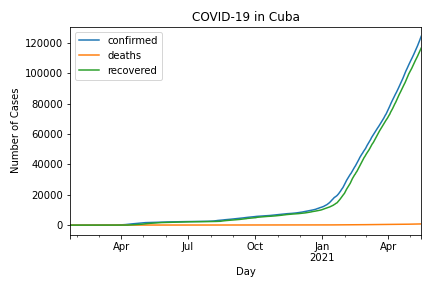 COVID-19 in Cuba
confirmed
deaths
recovered
Number of Cases
120000
100000
80000
60000
40000
20000
0
Apr
Jul
Oct
Jan
2021
Apr
Day